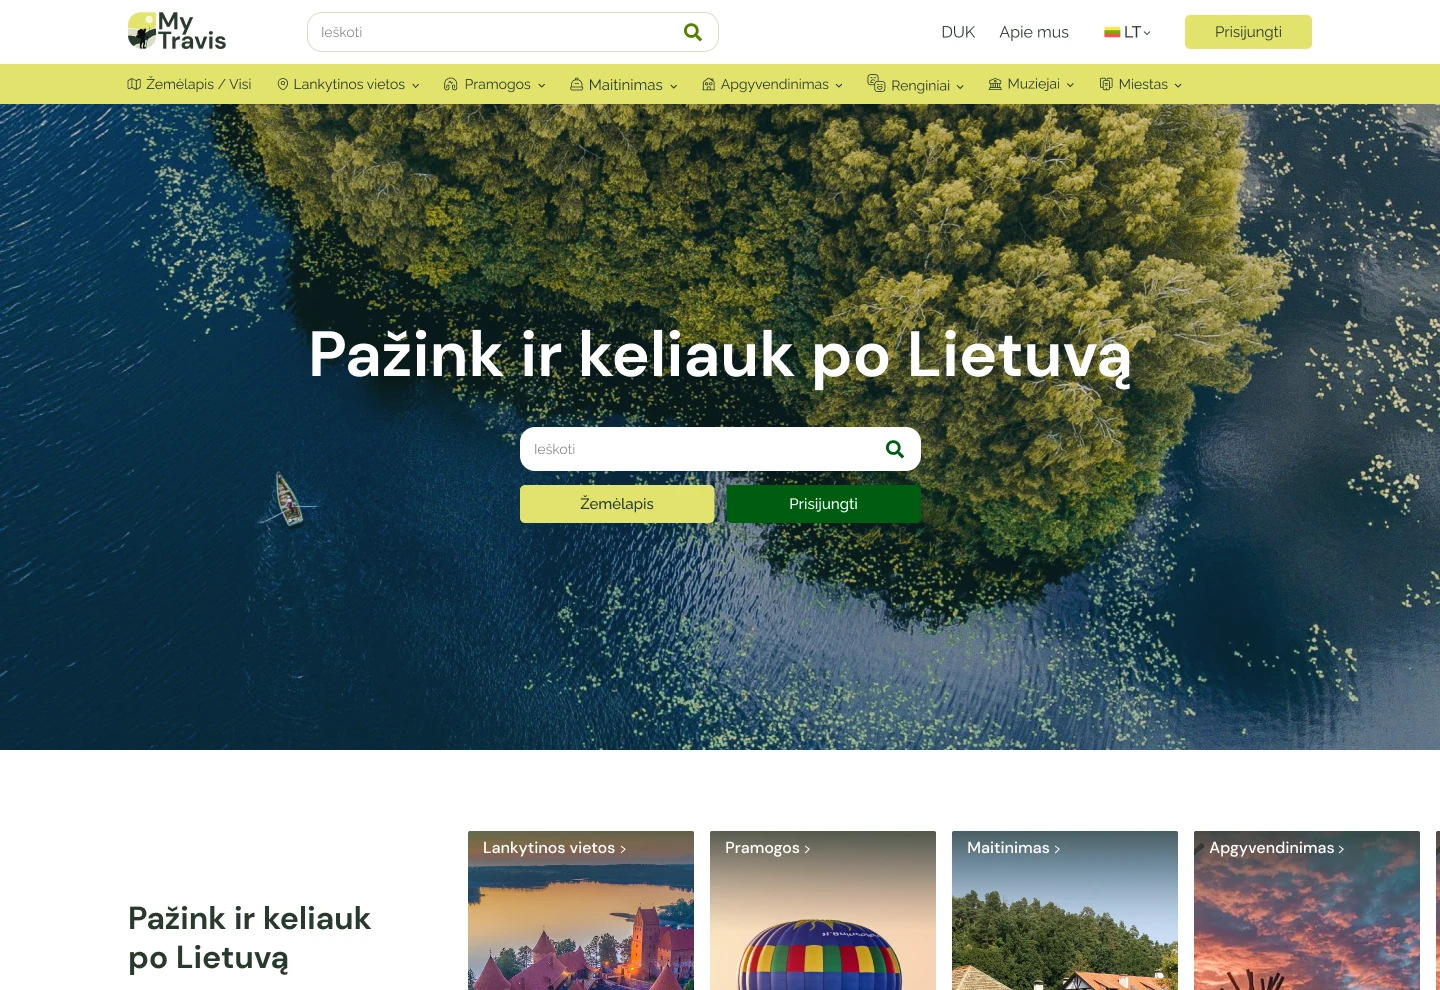 My
Travis
Ieškoti
DUK
Apie mus
LT
Prisijungti
Žemėlapis / Visi
Lankytinos vietos
Pramogos
Maitinimas
Apgyvendinimas
Renginiai
Muziejai
Miestas
Pažink ir keliauk po Lietuvą
Ieškoti
Žemėlapis
Prisijungti
Pažink ir keliauk
po Lietuvą
Lankytinos vietos >
Pramogos >
Maitinimas >
Apgyvendinimas >